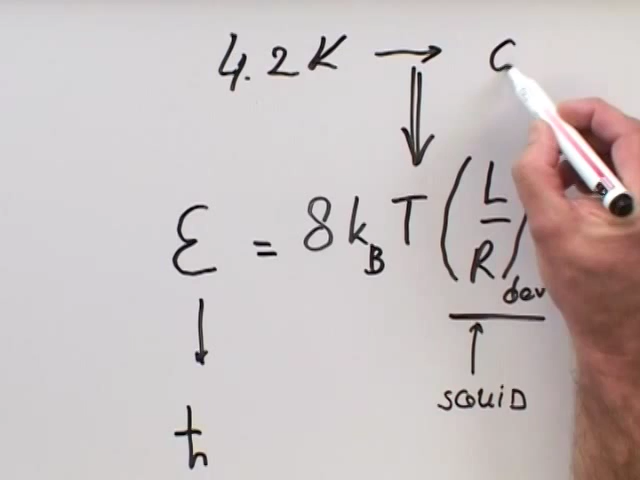 4.2K → C
Ɛ = 8k_B T (L/R)_dev
SQUID
ħ